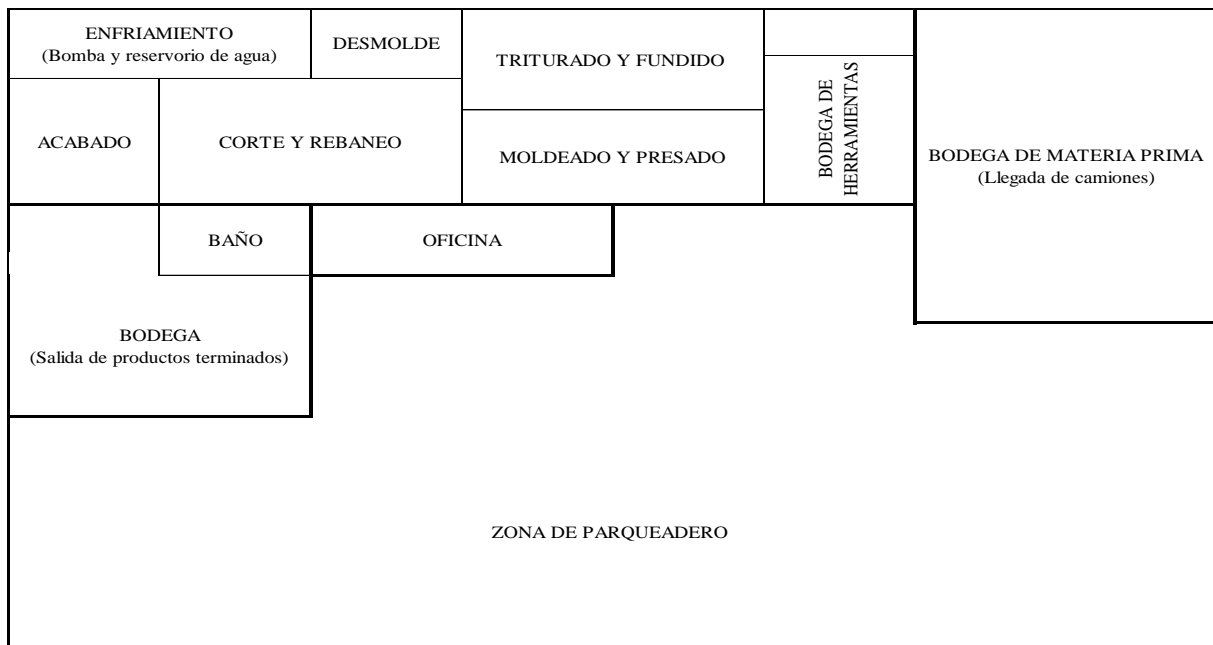 ENFRIAMIENTO
(Bomba y reservorio de agua)
DESMOLDE
TRITURADO Y FUNDIDO
BODEGA DE
HERRAMIENTAS
BODEGA DE MATERIA PRIMA
(Llegada de camiones)
ACABADO
CORTE Y REBANEO
MOLDEADO Y PRESADO
BAÑO
OFICINA
BODEGA
(Salida de productos terminados)
ZONA DE PARQUEADERO